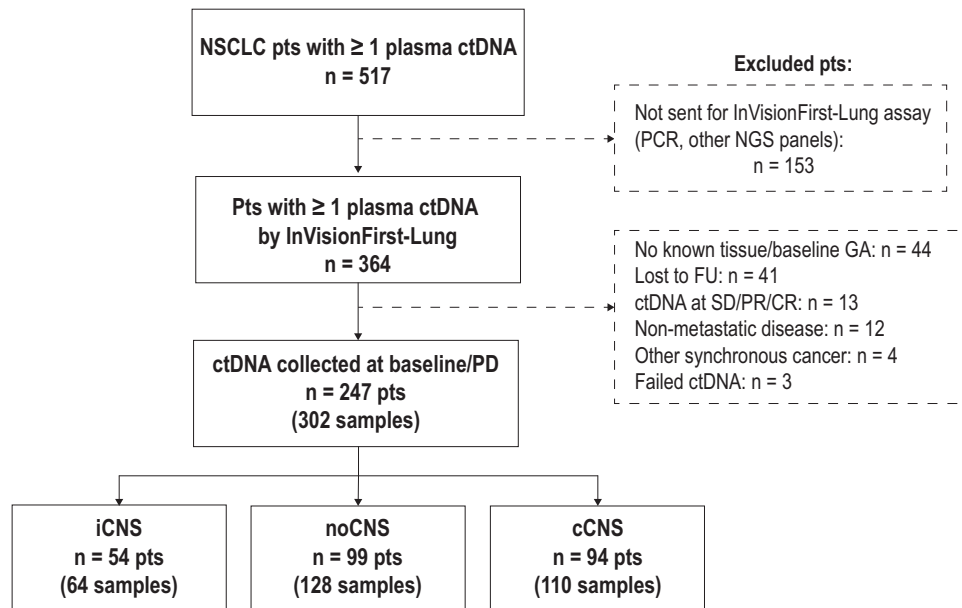 NSCLC pts with ≥ 1 plasma ctDNA
n = 517
Excluded pts:
Not sent for InVisionFirst-Lung assay
(PCR, other NGS panels):
n = 153
Pts with ≥ 1 plasma ctDNA
by InVisionFirst-Lung
n = 364
No known tissue/baseline GA: n = 44
Lost to FU: n = 41
ctDNA at SD/PR/CR: n = 13
Non-metastatic disease: n = 12
Other synchronous cancer: n = 4
Failed ctDNA: n = 3
ctDNA collected at baseline/PD
n = 247 pts
(302 samples)
iCNS
n = 54 pts
(64 samples)
noCNS
n = 99 pts
(128 samples)
cCNS
n = 94 pts
(110 samples)